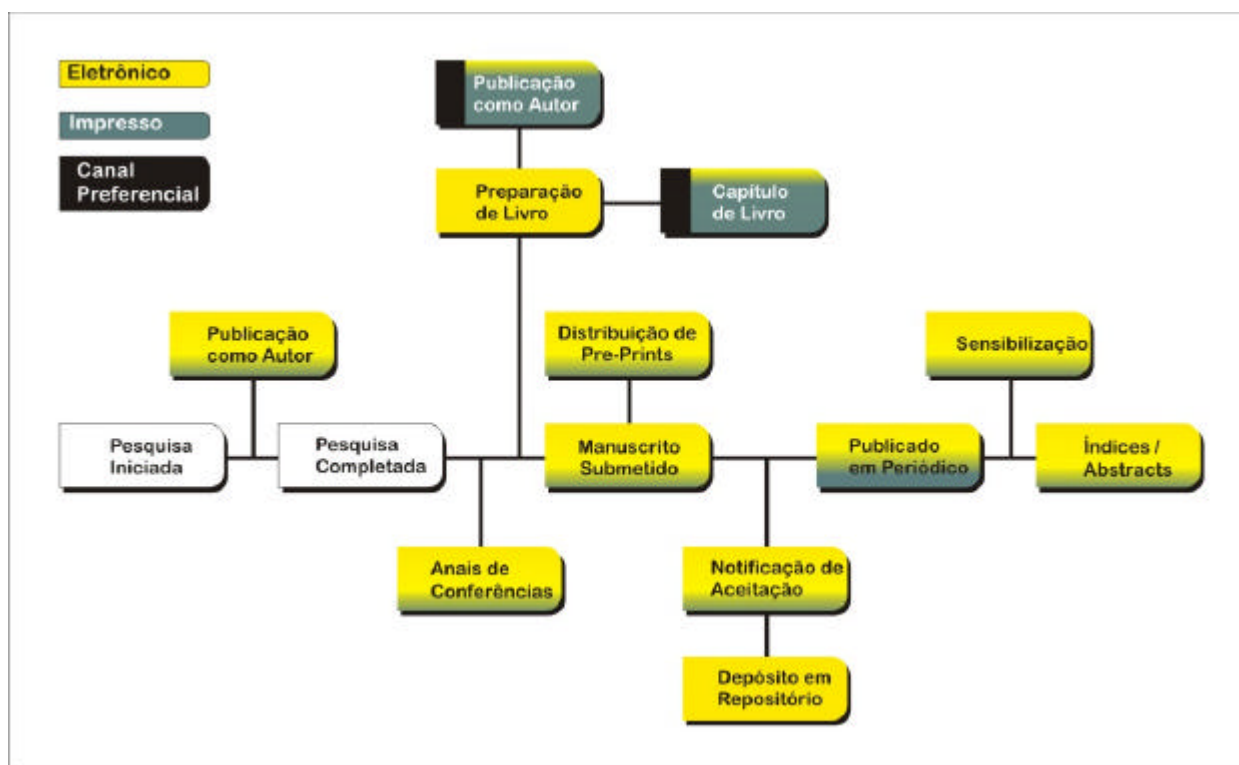 Eletrônico
Impresso
Canal
Preferencial
Publicação
como Autor
Preparação
de Livro
Capítulo
de Livro
Publicação
como Autor
Distribuição de
Pre-Prints
Sensibilização
Pesquisa
Iniciada
Pesquisa
Completada
Manuscrito
Submetido
Publicado
em Periódico
Índices /
Abstracts
Anais de
Conferências
Notificação de
Aceitação
Depósito em
Repositório